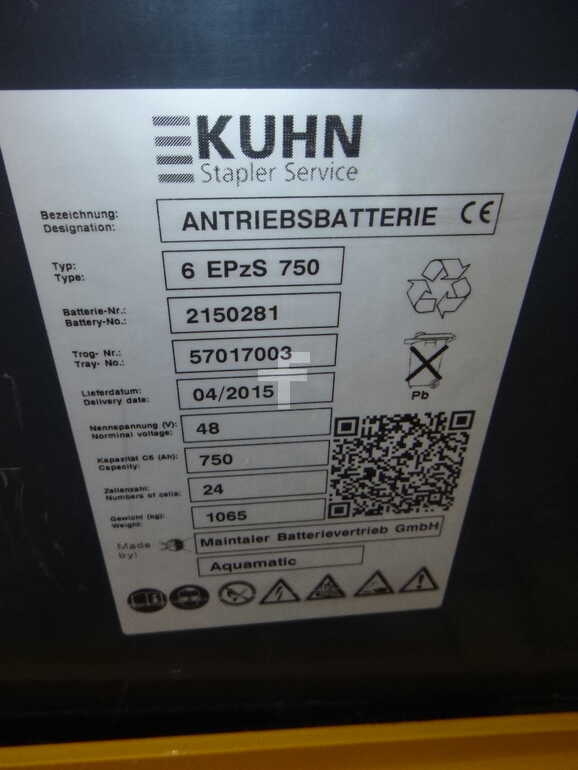 KUHN
Stapler Service
Bezeichnung: ANTRIEBSBATTERIE CE
Designation:
Typ: 6 EPzS 750
Type:
Batterie-Nr.: 2150281
Battery-No.:
Trog- Nr.: 57017003
Tray- No.:
Lieferdatum: 04/2015
Delivery date:
Nennspannung (V): 48
Norminal voltage:
Kapazität C5 (Ah): 750
Capacity:
Zellenzahl: 24
Numbers of cells:
Gewicht (kg): 1065
Weight:
Made by: Maintaler Batterievertrieb GmbH
Aquamatic
Pb